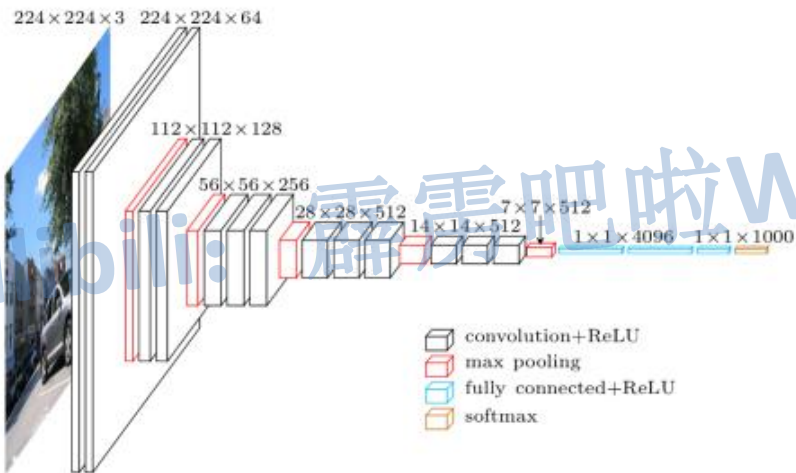 224×224×3
224×224×64
112×112×128
56×56×256
28×28×512
14×14×512
7×7×512
1×1×4096
1×1×1000
convolution+ReLU
max pooling
fully connected+ReLU
softmax
libili: 霹雳吧啦W